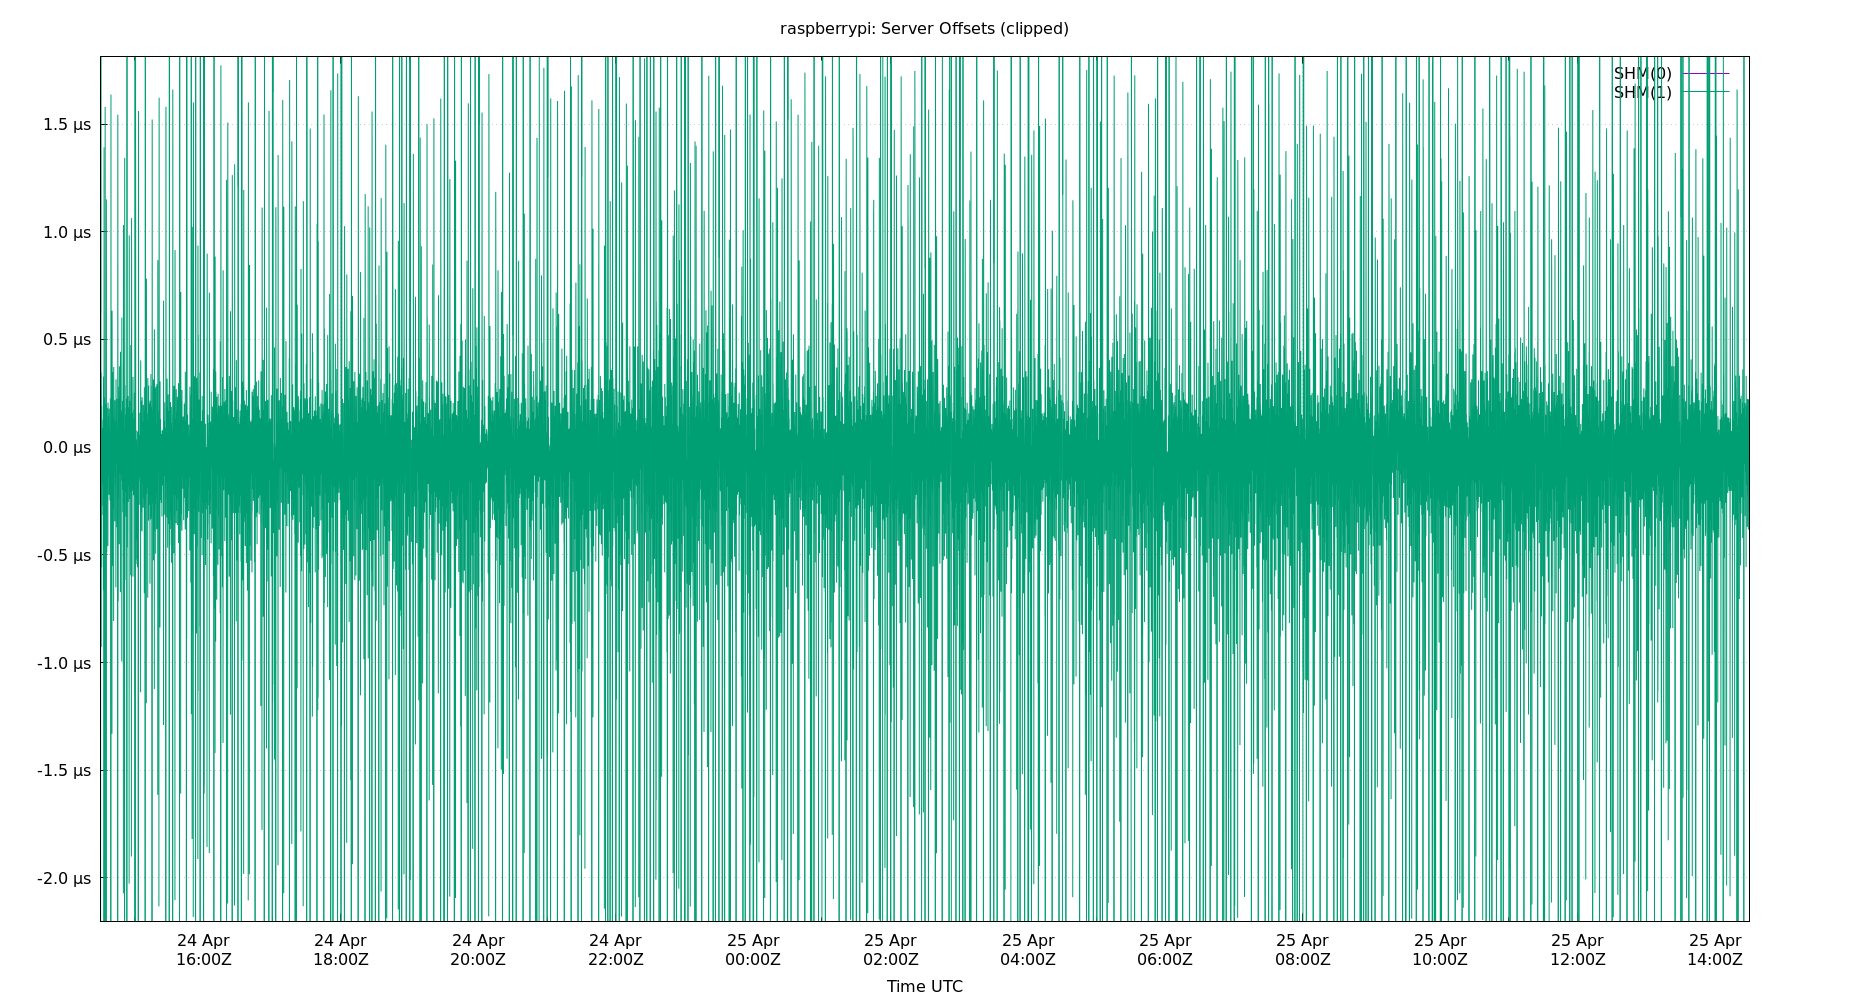 raspberrypi: Server Offsets (clipped)
SHM(0)
SHM(1)
1.5 µs
1.0 µs
0.5 µs
0.0 µs
-0.5 µs
-1.0 µs
-1.5 µs
-2.0 µs
24 Apr 24 Apr 24 Apr 24 Apr 25 Apr 25 Apr 25 Apr 25 Apr 25 Apr 25 Apr 25 Apr 25 Apr
16:00Z 18:00Z 20:00Z 22:00Z 00:00Z 02:00Z 04:00Z 06:00Z 08:00Z 10:00Z 12:00Z 14:00Z
Time UTC